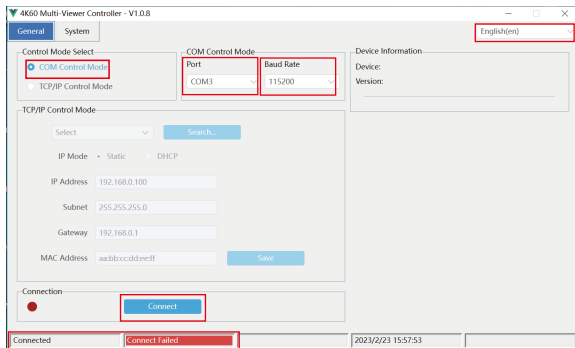 4K60 Multi-Viewer Controller - V1.0.8
General System
English(en)
Control Mode Select
COM Control Mode
TCP/IP Control Mode
COM Control Mode
Port Baud Rate
COM3 115200
Device Information
Device:
Version:
TCP/IP Control Mode
Select Search...
IP Mode Static DHCP
IP Address 192.168.0.100
Subnet 255.255.255.0
Gateway 192.168.0.1
MAC Address aa:bb:cc:dd:ee:ff Save
Connection
Connect
Connected Connect Failed 2023/2/23 15:57:53